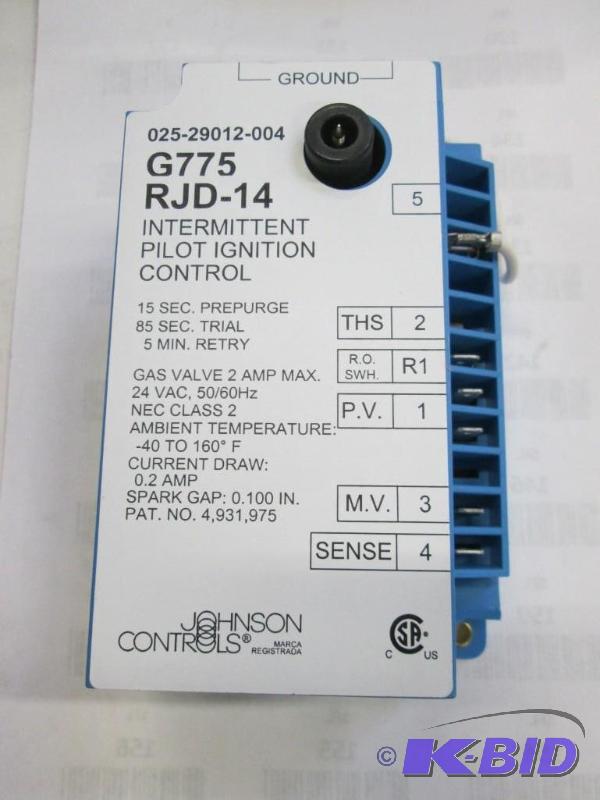 GROUND
025-29012-004
G775
RJD-14
INTERMITTENT
PILOT IGNITION
CONTROL
5
15 SEC. PREPURGE
85 SEC. TRIAL
5 MIN. RETRY
THS 2
R.O. SWH. R1
P.V. 1
GAS VALVE 2 AMP MAX.
24 VAC, 50/60Hz
NEC CLASS 2
AMBIENT TEMPERATURE:
-40 TO 160° F
CURRENT DRAW:
0.2 AMP
SPARK GAP: 0.100 IN.
PAT. NO. 4,931,975
M.V. 3
SENSE 4
JOHNSON
CONTROLS®
MARCA
REGISTRADA
CSA®
C US
© K-BID